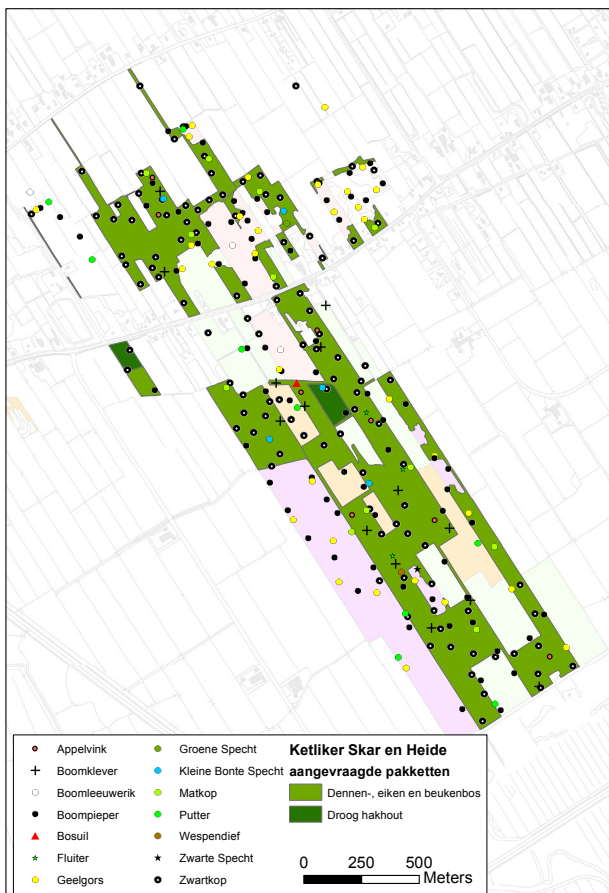 Appelvink
Boomklever
Boomleeuwerik
Boompieper
Bosuil
Fluiter
Geelgors
Groene Specht
Kleine Bonte Specht
Matkop
Putter
Wespendief
Zwarte Specht
Zwartkop
Ketliker Skar en Heide
aangevraagde pakketten
Dennen-, eiken en beukenbos
Droog hakhout
0 250 500
Meters